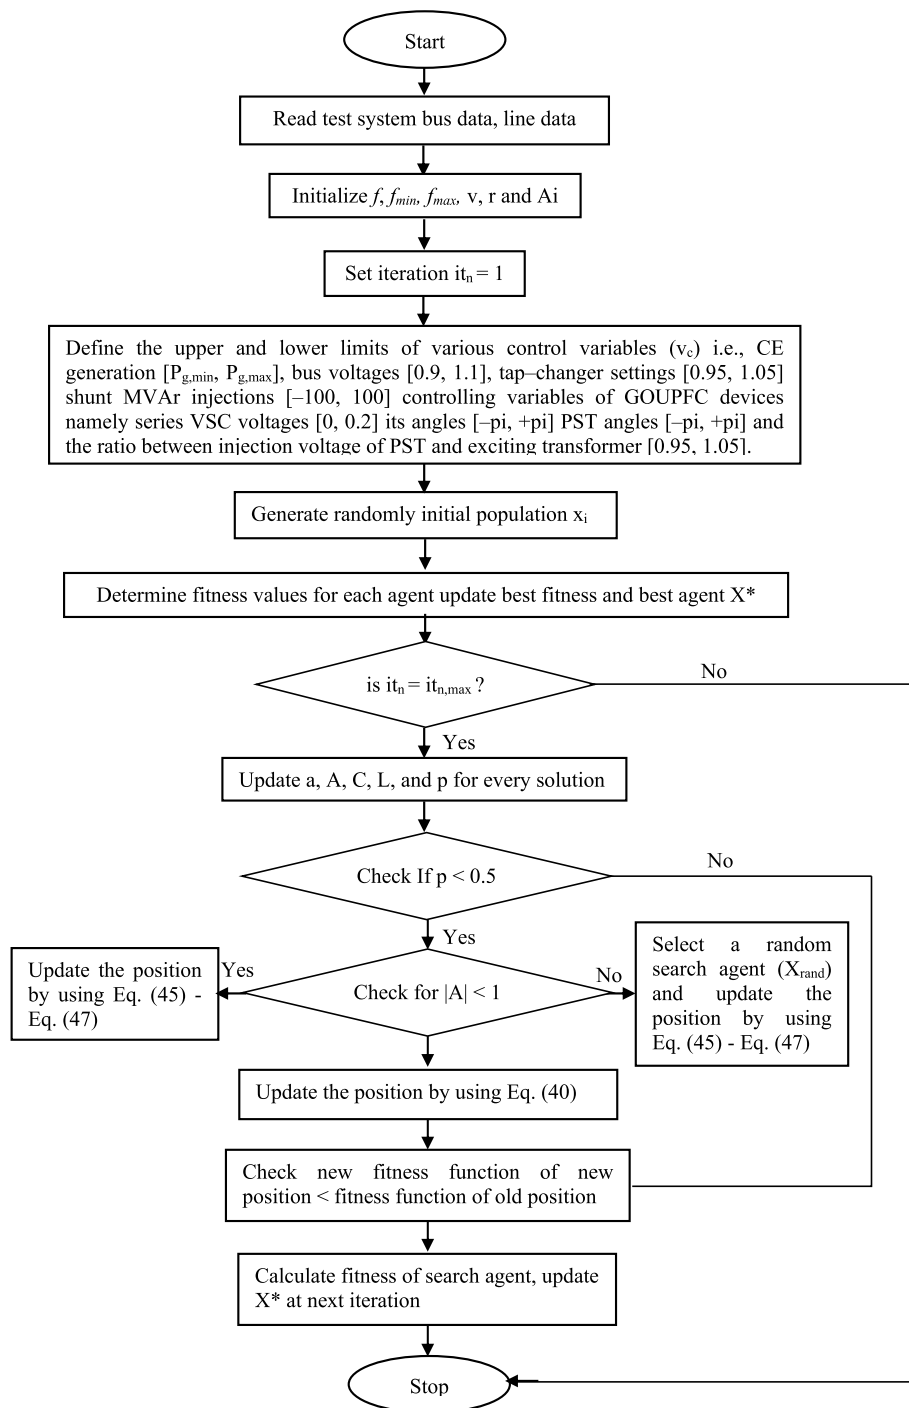 Start
Read test system bus data, line data
Initialize f, fmin, fmax, v, r and Ai
Set iteration itn = 1
Define the upper and lower limits of various control variables (vc) i.e., CE
generation [Pg,min, Pg,max], bus voltages [0.9, 1.1], tap–changer settings [0.95, 1.05]
shunt MVAr injections [–100, 100] controlling variables of GOUPFC devices
namely series VSC voltages [0, 0.2] its angles [–pi, +pi] PST angles [–pi, +pi] and
the ratio between injection voltage of PST and exciting transformer [0.95, 1.05].
Generate randomly initial population xi
Determine fitness values for each agent update best fitness and best agent X*
is itn = itn,max ?
No
Yes
Update a, A, C, L, and p for every solution
Check If p < 0.5
No
Yes
Update the position
by using Eq. (45) -
Eq. (47)
Yes
Check for |A| < 1
No
Select a random
search agent (Xrand)
and update the
position by using
Eq. (45) - Eq. (47)
Update the position by using Eq. (40)
Check new fitness function of new
position < fitness function of old position
Calculate fitness of search agent, update
X* at next iteration
Stop